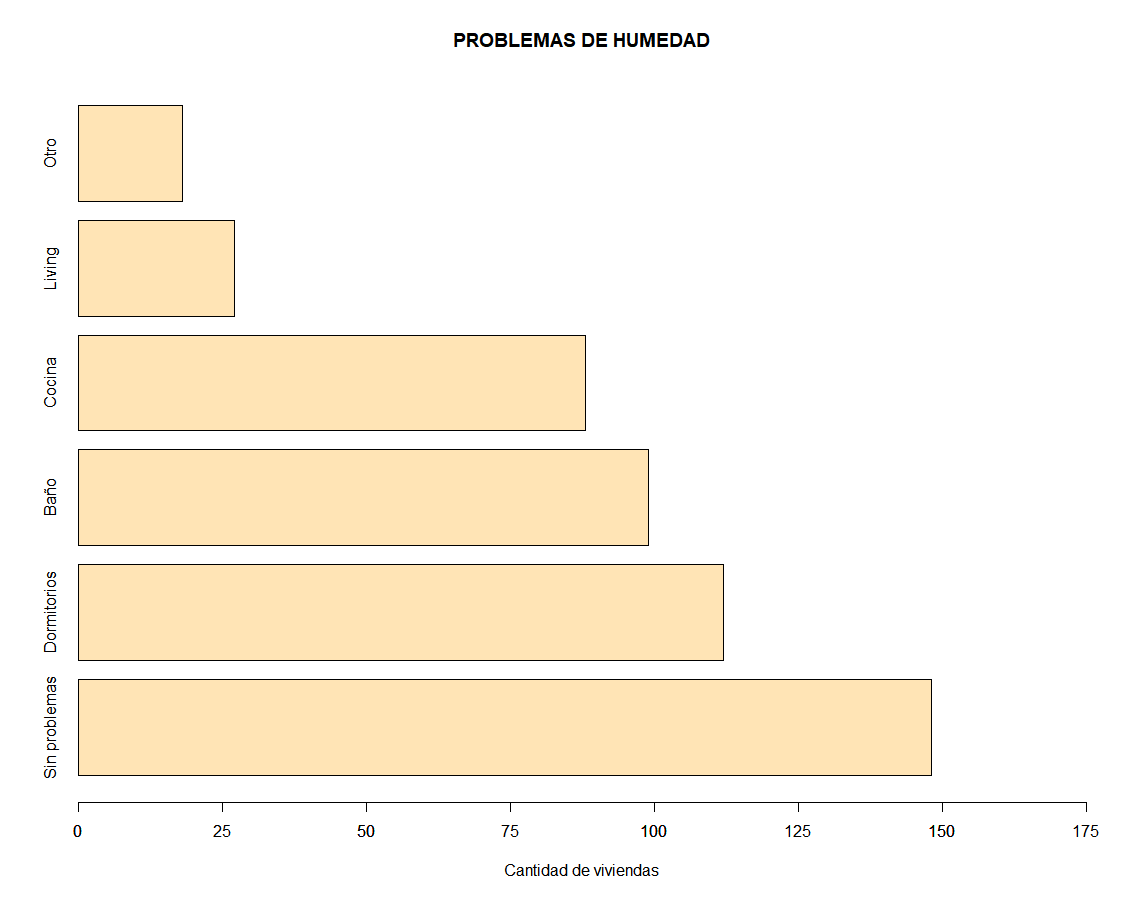 PROBLEMAS DE HUMEDAD
Otro
Living
Cocina
Baño
Dormitorios
Sin problemas
0 25 50 75 100 125 150 175
Cantidad de viviendas